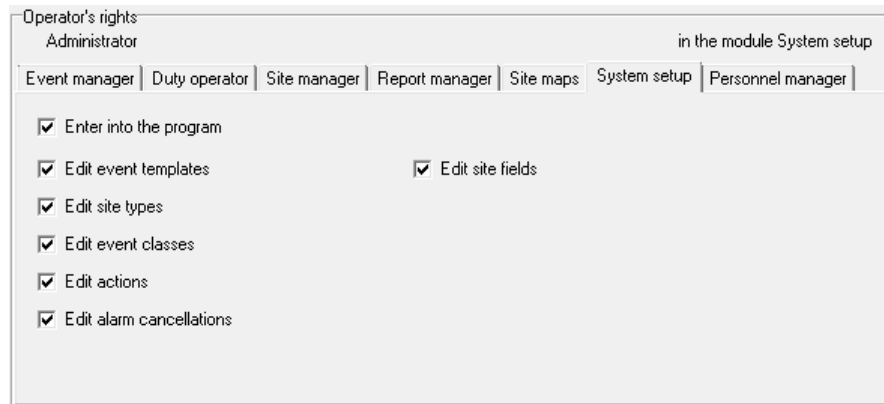 Operator's rights
Administrator in the module System setup
Event manager Duty operator Site manager Report manager Site maps System setup Personnel manager
Enter into the program
Edit event templates Edit site fields
Edit site types
Edit event classes
Edit actions
Edit alarm cancellations